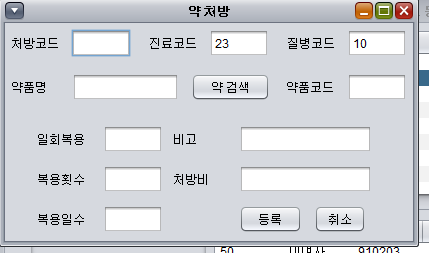 약 처방
처방코드 진료코드 23 질병코드 10
약품명 약 검색 약품코드
일회복용 비고
복용횟수 처방비
복용일수 등록 취소
50 910203